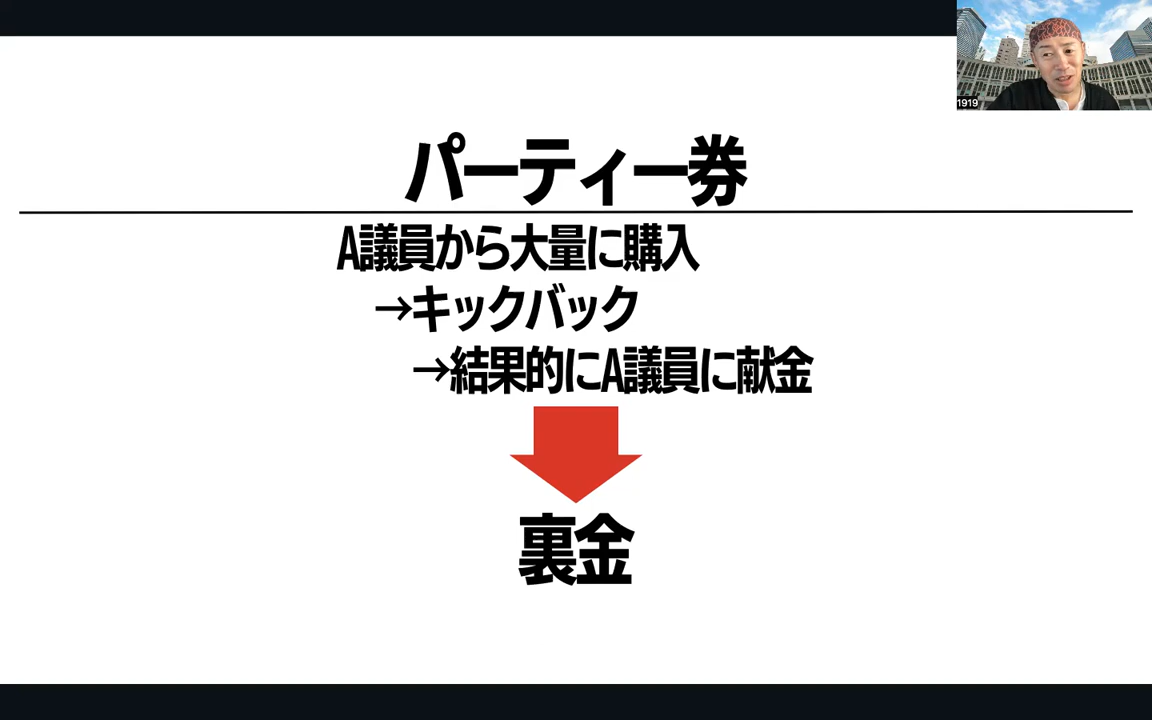 1919
パーティー券
A議員から大量に購入
→キックバック
→結果的にA議員に献金
裏金